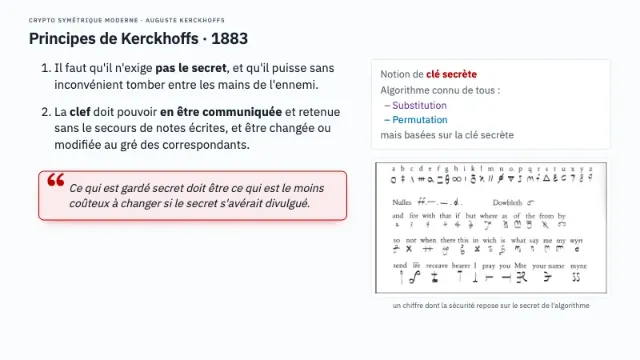 CRYPTO SYMÉTRIQUE MODERNE · AUGUSTE KERCKHOFFS
Principes de Kerckhoffs · 1883
1. Il faut qu'il n'exige pas le secret, et qu'il puisse sans
inconvénient tomber entre les mains de l'ennemi.
2. La clef doit pouvoir en être communiquée et retenue
sans le secours de notes écrites, et être changée ou
modifiée au gré des correspondants.
Ce qui est gardé secret doit être ce qui est le moins
coûteux à changer si le secret s'avérait divulgué.
Notion de clé secrète
Algorithme connu de tous :
– Substitution
– Permutation
mais basées sur la clé secrète
a b c d e f g h i k l m n o p q r s t u x y z
Nulles Dowbleth
and for with that if but where as of the from by
so not when there this in wich is what say me my wyrt
send lře receave bearer I pray you Mte your name myne
un chiffre dont la sécurité repose sur le secret de l'algorithme